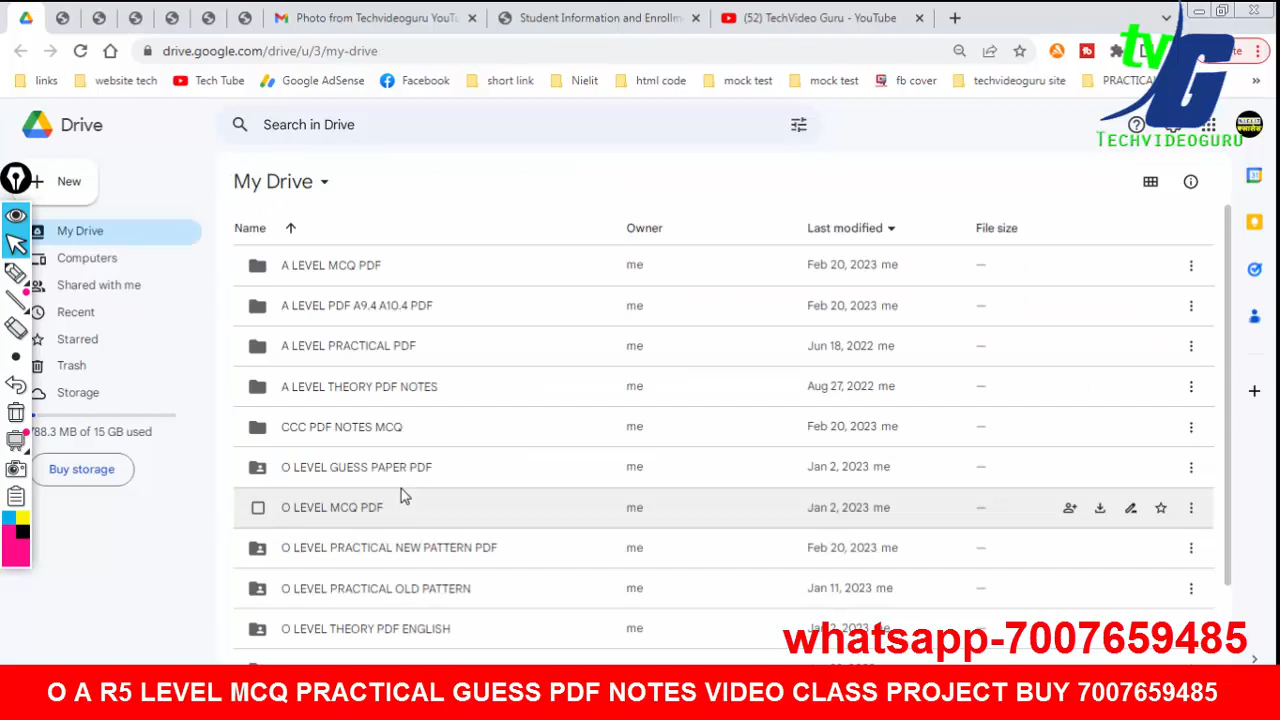 Photo from Techvideoguru YouTu
Student Information and Enrollm
(52) TechVideo Guru - YouTube
drive.google.com/drive/u/3/my-drive
links
website tech
Tech Tube
Google AdSense
Facebook
short link
Nielit
html code
mock test
mock test
fb cover
techvideoguru site
PRACTICAL
tv
G
TECHVIDEOGURU
Drive
Search in Drive
New
My Drive
Computers
Shared with me
Recent
Starred
Trash
Storage
788.3 MB of 15 GB used
Buy storage
My Drive
Name Owner Last modified File size
A LEVEL MCQ PDF me Feb 20, 2023 me —
A LEVEL PDF A9.4 A10.4 PDF me Feb 20, 2023 me —
A LEVEL PRACTICAL PDF me Jun 18, 2022 me —
A LEVEL THEORY PDF NOTES me Aug 27, 2022 me —
CCC PDF NOTES MCQ me Feb 20, 2023 me —
O LEVEL GUESS PAPER PDF me Jan 2, 2023 me —
O LEVEL MCQ PDF me Jan 2, 2023 me —
O LEVEL PRACTICAL NEW PATTERN PDF me Feb 20, 2023 me —
O LEVEL PRACTICAL OLD PATTERN me Jan 11, 2023 me —
O LEVEL THEORY PDF ENGLISH me Jan 2, 2023 me
whatsapp-7007659485
O A R5 LEVEL MCQ PRACTICAL GUESS PDF NOTES VIDEO CLASS PROJECT BUY 7007659485